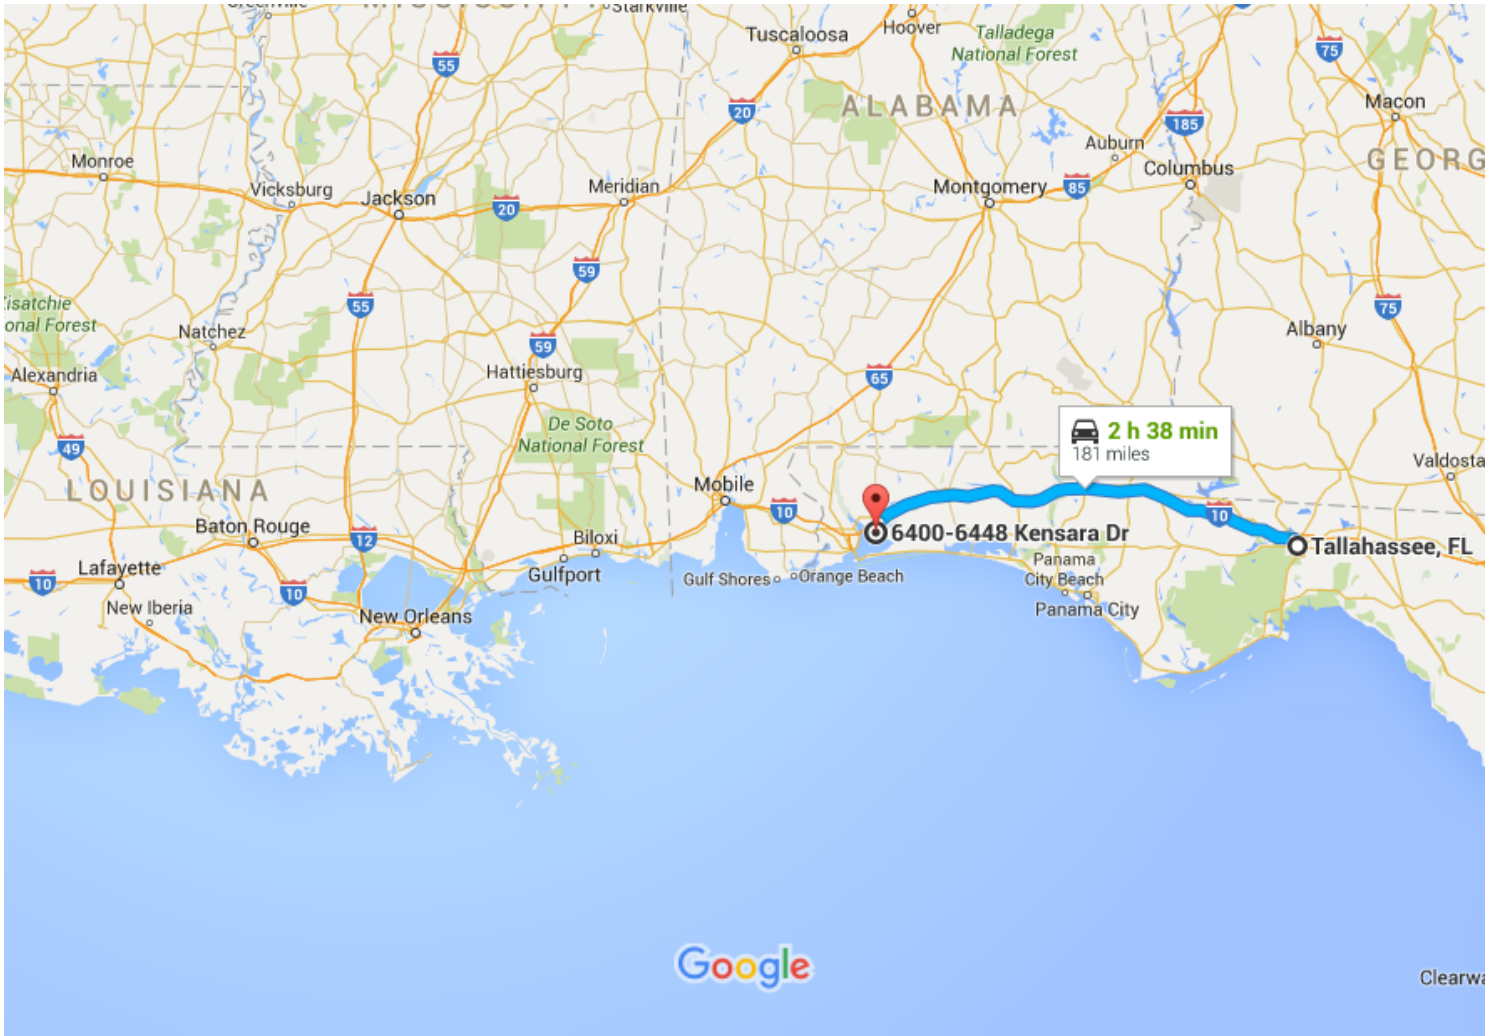 Greenville
MISSISSIPPI
Starkville
Tuscaloosa
Hoover
Talladega
National Forest
75
55
20
ALABAMA
185
Macon
Auburn
Columbus
GEORG
Monroe
Vicksburg
Jackson
20
Meridian
Montgomery
85
59
Kisatchie
onal Forest
55
75
Natchez
59
Albany
Alexandria
Hattiesburg
65
De Soto
National Forest
49
2 h 38 min
181 miles
Valdosta
LOUISIANA
Mobile
10
10
Baton Rouge
12
Biloxi
6400-6448 Kensara Dr
Tallahassee, FL
Lafayette
10
10
Gulfport
Gulf Shores
Orange Beach
Panama
City Beach
New Iberia
New Orleans
Panama City
Google
Clearwa